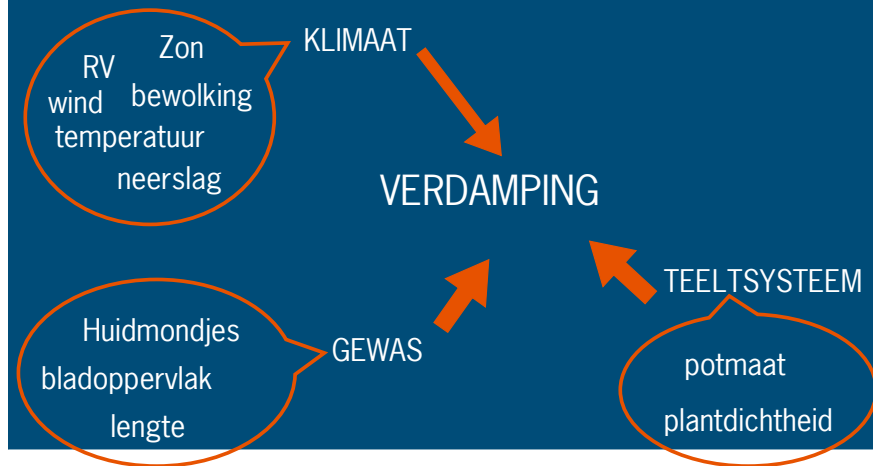 KLIMAAT
Zon
RV
wind
bewolking
temperatuur
neerslag
VERDAMPING
TEELTSYSTEEM
potmaat
plantdichtheid
GEWAS
Huidmondjes
bladoppervlak
lengte